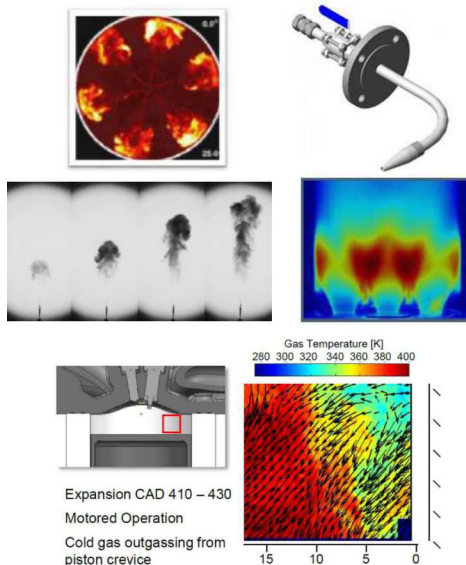 0.0°
25.0
Gas Temperature [K]
280 300 320 340 360 380 400
Expansion CAD 410 – 430
Motored Operation
Cold gas outgassing from
piston crevice
15 10 5 0